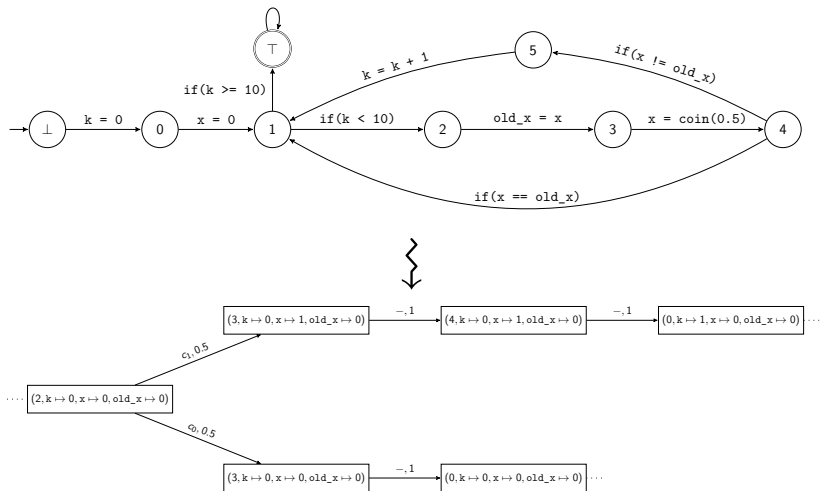 ⊤
5
k = k + 1
if(x != old_x)
if(k >= 10)
⊥
k = 0
0
x = 0
1
if(k < 10)
2
old_x = x
3
x = coin(0.5)
4
if(x == old_x)
(3, k ↦ 0, x ↦ 1, old_x ↦ 0)
−, 1
(4, k ↦ 0, x ↦ 1, old_x ↦ 0)
−, 1
(0, k ↦ 1, x ↦ 0, old_x ↦ 0)
c₁, 0.5
(2, k ↦ 0, x ↦ 0, old_x ↦ 0)
c₀, 0.5
(3, k ↦ 0, x ↦ 0, old_x ↦ 0)
−, 1
(0, k ↦ 0, x ↦ 0, old_x ↦ 0)